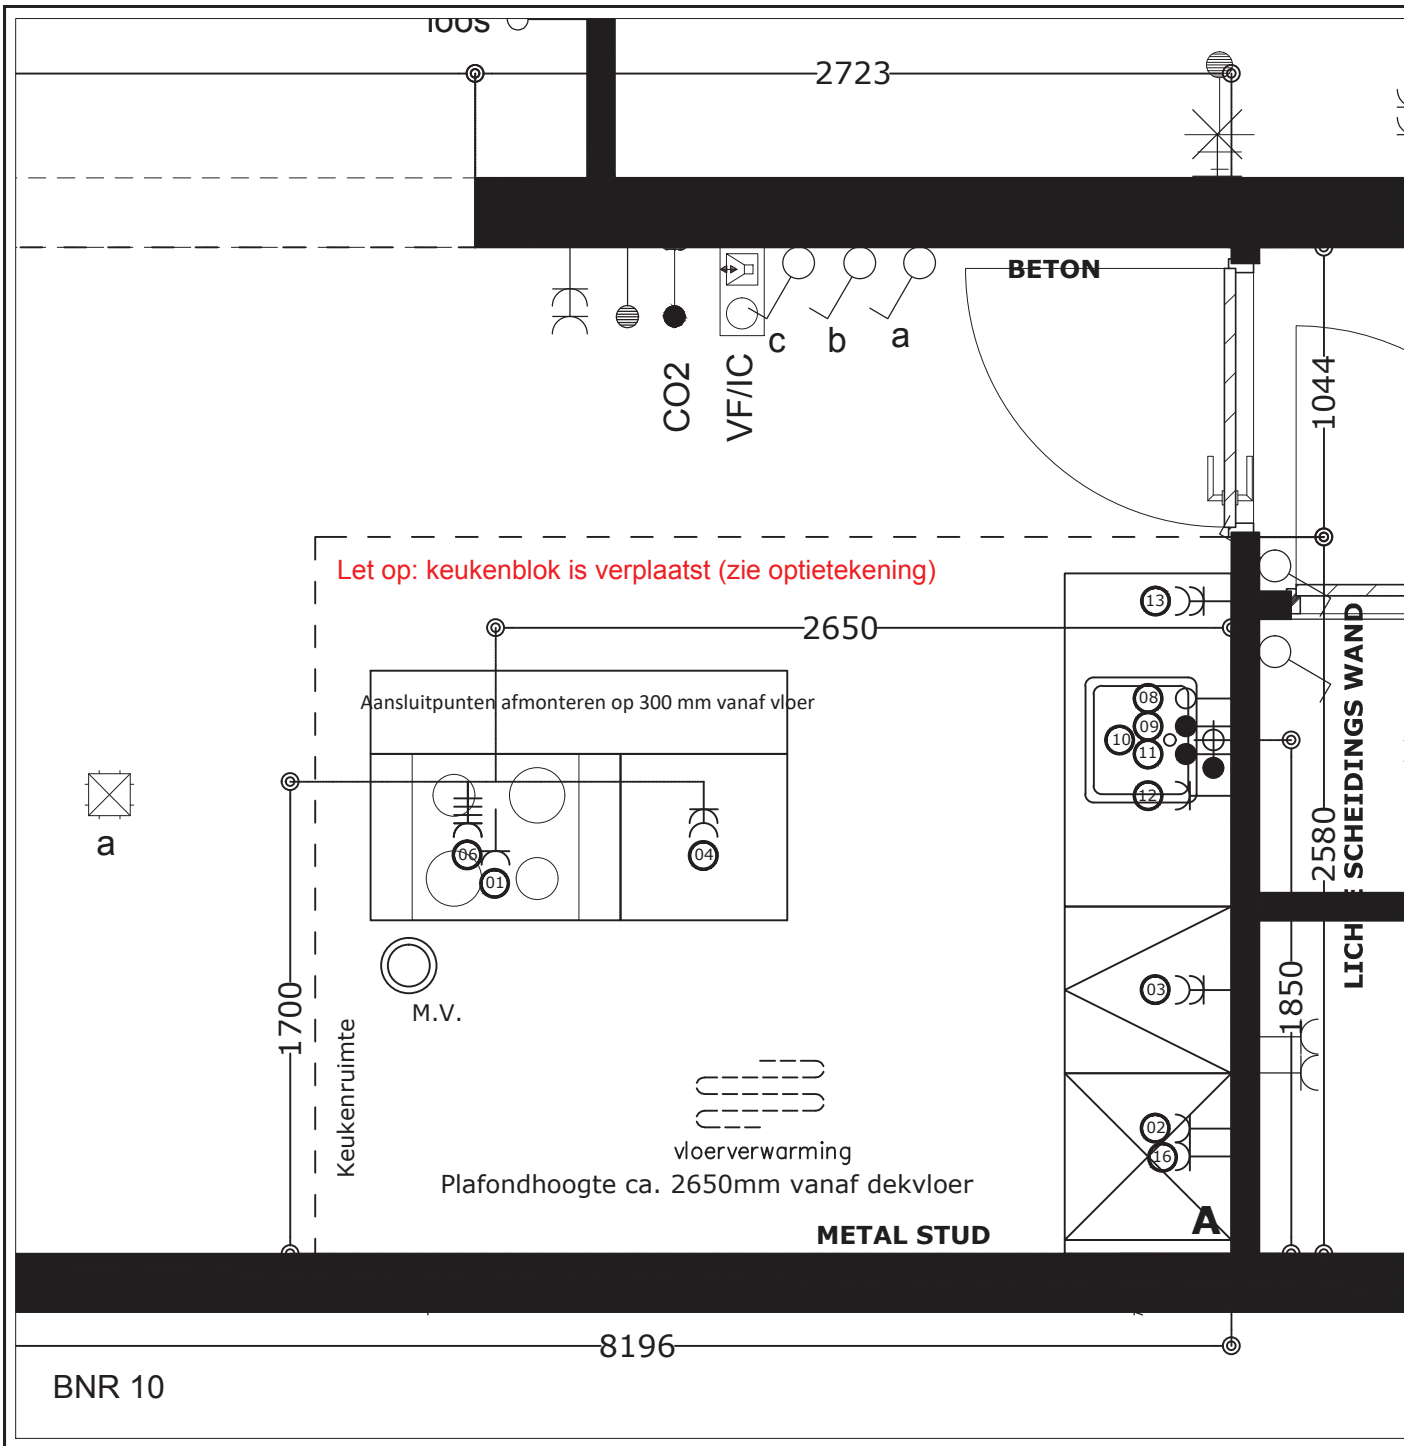 loos
2723
BETON
c
b
a
CO2
VF/IC
1044
Let op: keukenblok is verplaatst (zie optietekening)
13
2650
Aansluitpunten afmonteren op 300 mm vanaf vloer
08
09
10
11
12
a
06
01
04
2580
LICHTE SCHEIDINGS WAND
03
1850
1700
M.V.
Keukenruimte
vloerverwarming
02
16
Plafondhoogte ca. 2650mm vanaf dekvloer
A
METAL STUD
8196
BNR 10